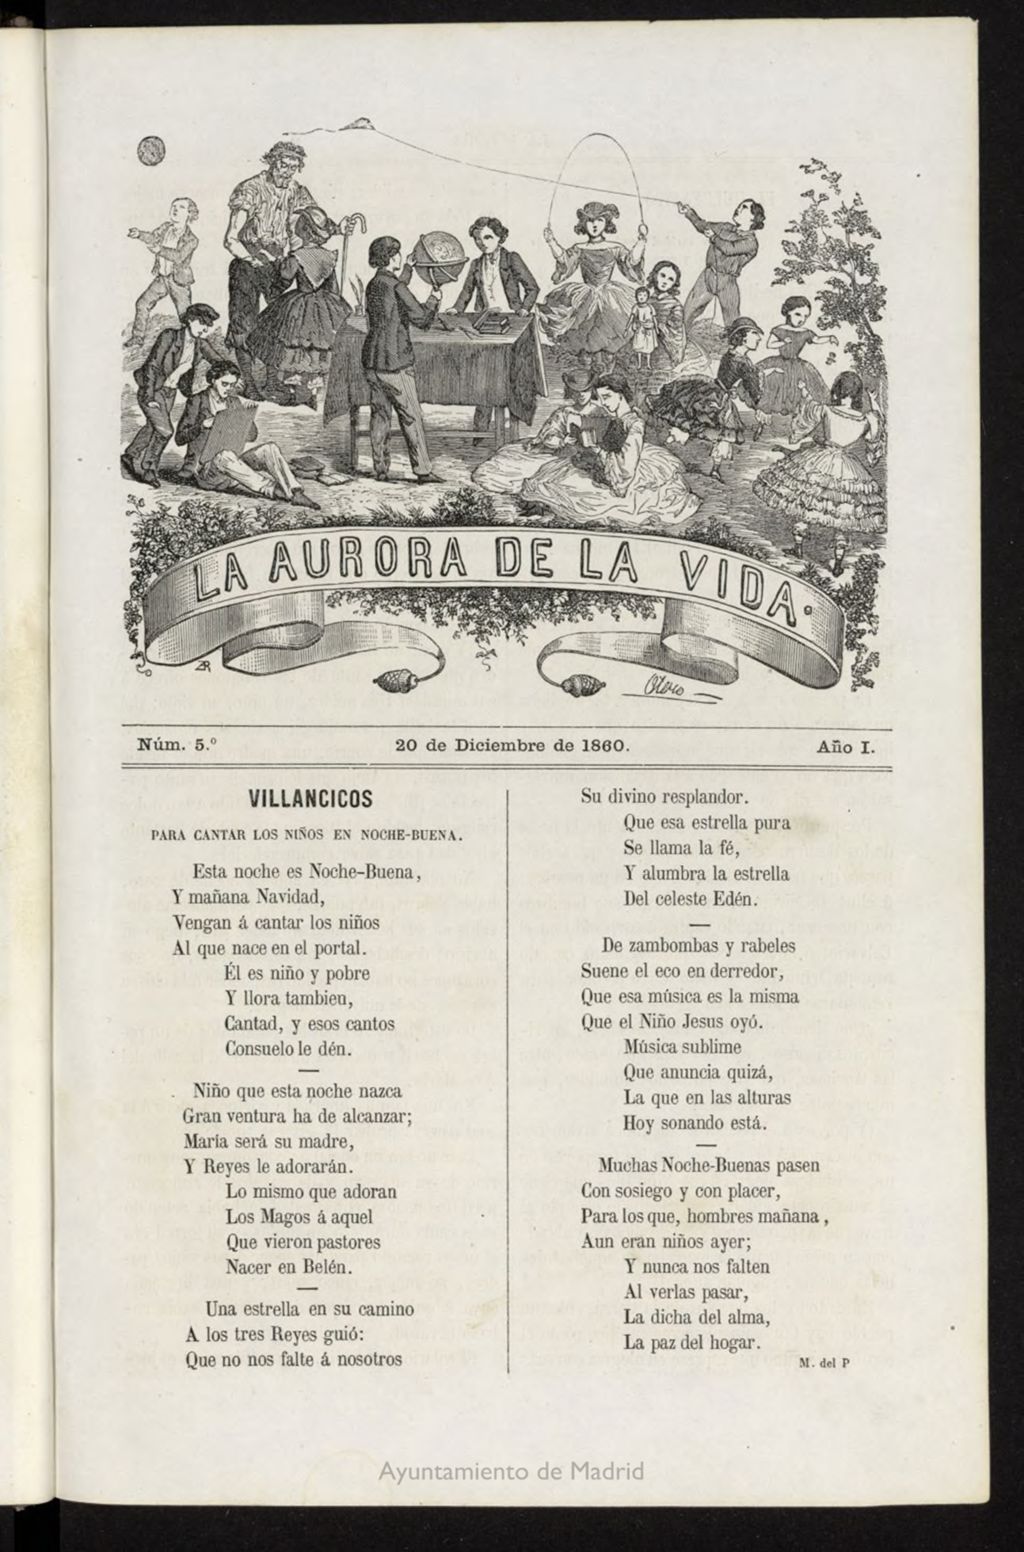 LA AURORA DE LA VIDA.
ZR
Otero
Núm. 5.º 20 de Diciembre de 1860. Año I.
VILLANCICOS
PARA CANTAR LOS NIÑOS EN NOCHE-BUENA.
Esta noche es Noche-Buena,
Y mañana Navidad,
Vengan á cantar los niños
Al que nace en el portal.
Él es niño y pobre
Y llora tambien,
Cantad, y esos cantos
Consuelo le dén.
Niño que esta noche nazca
Gran ventura ha de alcanzar;
María será su madre,
Y Reyes le adorarán.
Lo mismo que adoran
Los Magos á aquel
Que vieron pastores
Nacer en Belén.
Una estrella en su camino
A los tres Reyes guió:
Que no nos falte á nosotros
Su divino resplandor.
Que esa estrella pura
Se llama la fé,
Y alumbra la estrella
Del celeste Edén.
De zambombas y rabeles
Suene el eco en derredor,
Que esa música es la misma
Que el Niño Jesus oyó.
Música sublime
Que anuncia quizá,
La que en las alturas
Hoy sonando está.
Muchas Noche-Buenas pasen
Con sosiego y con placer,
Para los que, hombres mañana,
Aun eran niños ayer;
Y nunca nos falten
Al verlas pasar,
La dicha del alma,
La paz del hogar.
M. del P
Ayuntamiento de Madrid